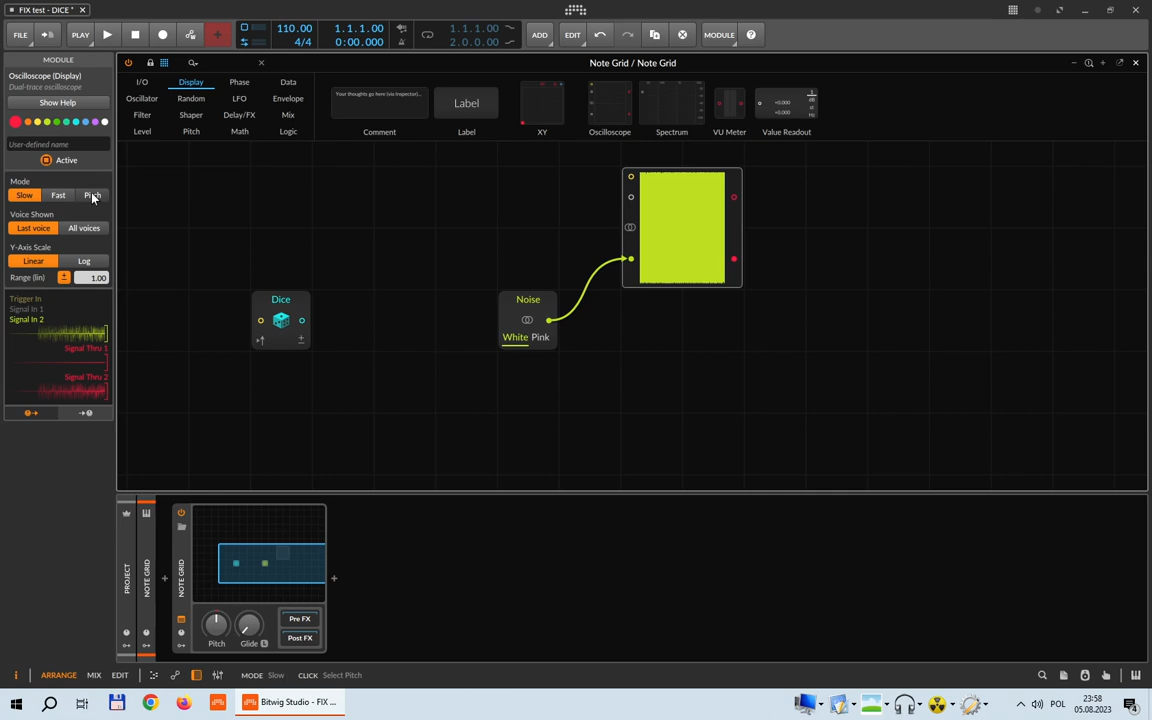 FIX test - DICE *
FILE
PLAY
110.00
4/4
1.1.1.00
0:00.000
1.1.1.00
2.0.0.00
ADD
EDIT
MODULE
MODULE
Oscilloscope (Display)
Dual-trace oscilloscope
Show Help
User-defined name
Active
Mode
Slow Fast Pitch
Voice Shown
Last voice All voices
Y-Axis Scale
Linear Log
Range (lin) ± 1.00
Trigger In
Signal In 1
Signal In 2
Signal Thru 1
Signal Thru 2
Note Grid / Note Grid
I/O Display Phase Data
Oscillator Random LFO Envelope
Filter Shaper Delay/FX Mix
Level Pitch Math Logic
Your thoughts go here (via Inspector)...
Comment
Label
Label
XY
Oscilloscope
Spectrum
VU Meter
+0.000
+0.000
Value Readout
Dice
Noise
White Pink
PROJECT
NOTE GRID
NOTE GRID
Pitch
Glide L
Pre FX
Post FX
ARRANGE MIX EDIT
MODE Slow CLICK Select Pitch
Bitwig Studio - FIX ...
POL
23:58
05.08.2023
4